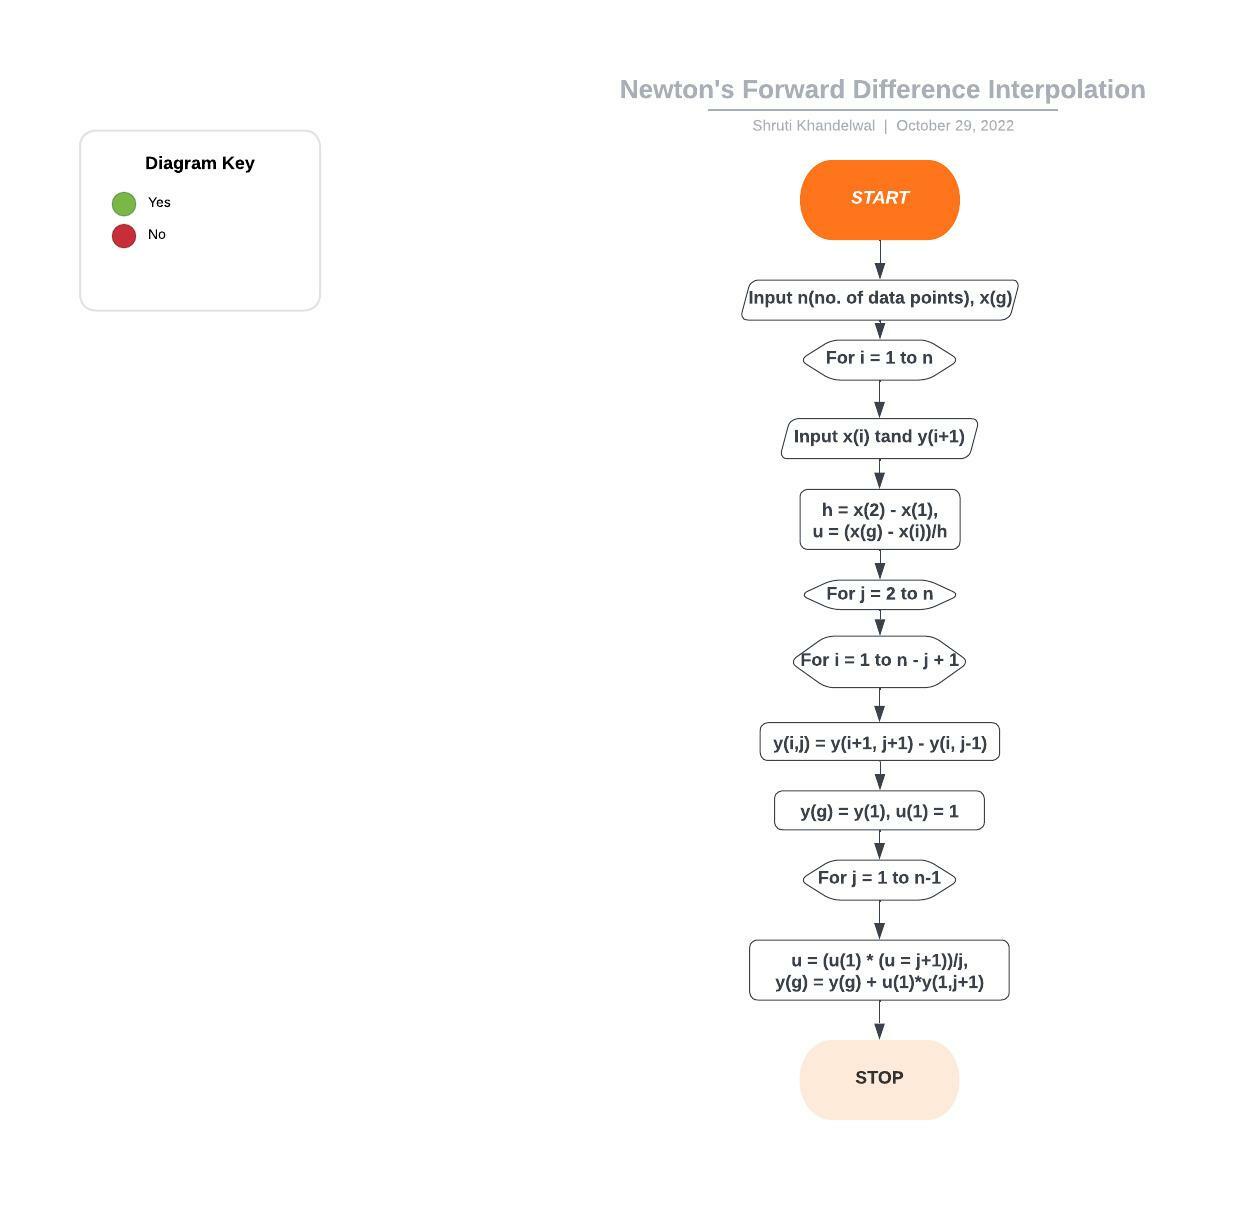 Newton's Forward Difference Interpolation
Shruti Khandelwal | October 29, 2022
Diagram Key
Yes
No
START
Input n(no. of data points), x(g)
For i = 1 to n
Input x(i) tand y(i+1)
h = x(2) - x(1),
u = (x(g) - x(i))/h
For j = 2 to n
For i = 1 to n - j + 1
y(i,j) = y(i+1, j+1) - y(i, j-1)
y(g) = y(1), u(1) = 1
For j = 1 to n-1
u = (u(1) * (u = j+1))/j,
y(g) = y(g) + u(1)*y(1,j+1)
STOP